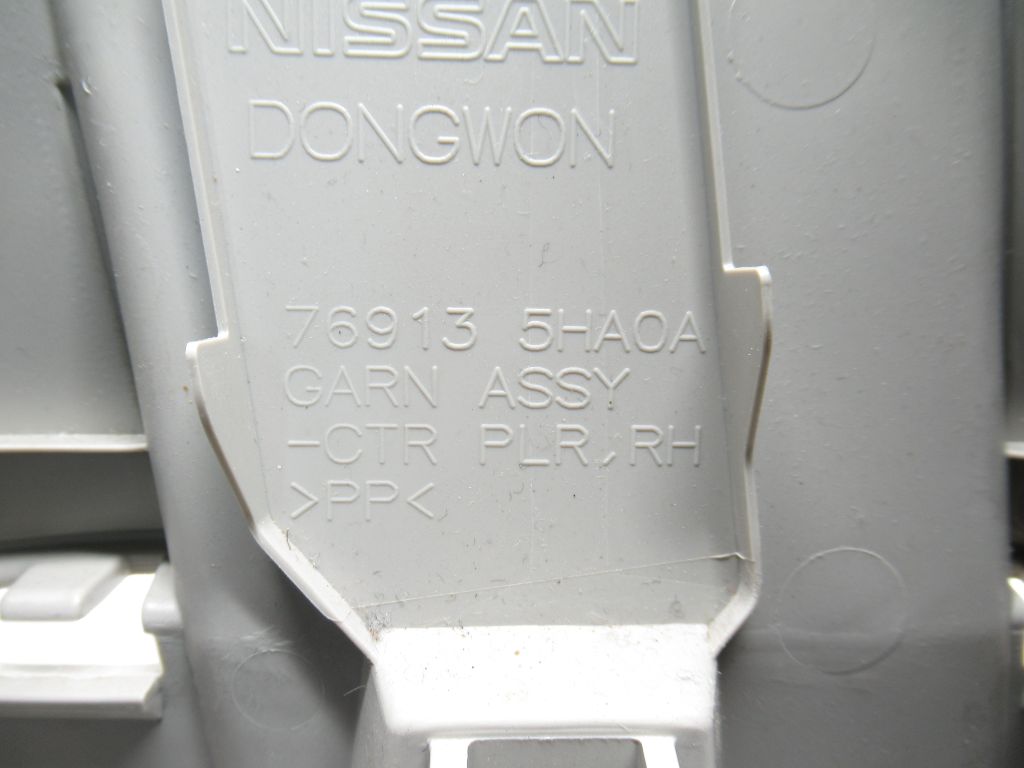 NISSAN
DONGWON
76913 5HA0A
GARN ASSY
-CTR PLR,RH
>PP<